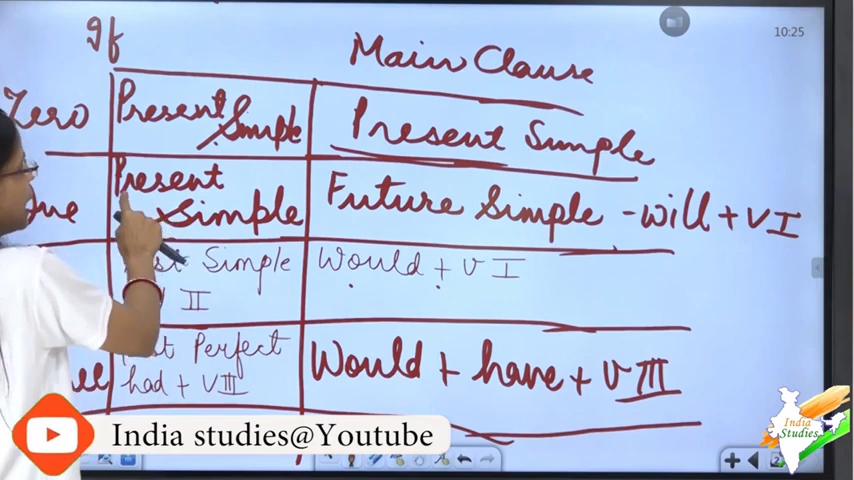 If
Main Clause
10:25
Zero Present Simple Present Simple
Present Simple Future Simple - will + V I
Simple Would + V I
II
Perfect Would + have + V III
had + V III
India studies@Youtube
India
Studies
2